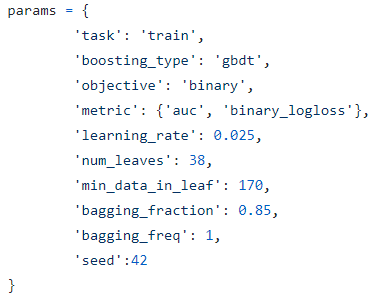 params = {
        'task': 'train',
        'boosting_type': 'gbdt',
        'objective': 'binary',
        'metric': {'auc', 'binary_logloss'},
        'learning_rate': 0.025,
        'num_leaves': 38,
        'min_data_in_leaf': 170,
        'bagging_fraction': 0.85,
        'bagging_freq': 1,
        'seed':42
}